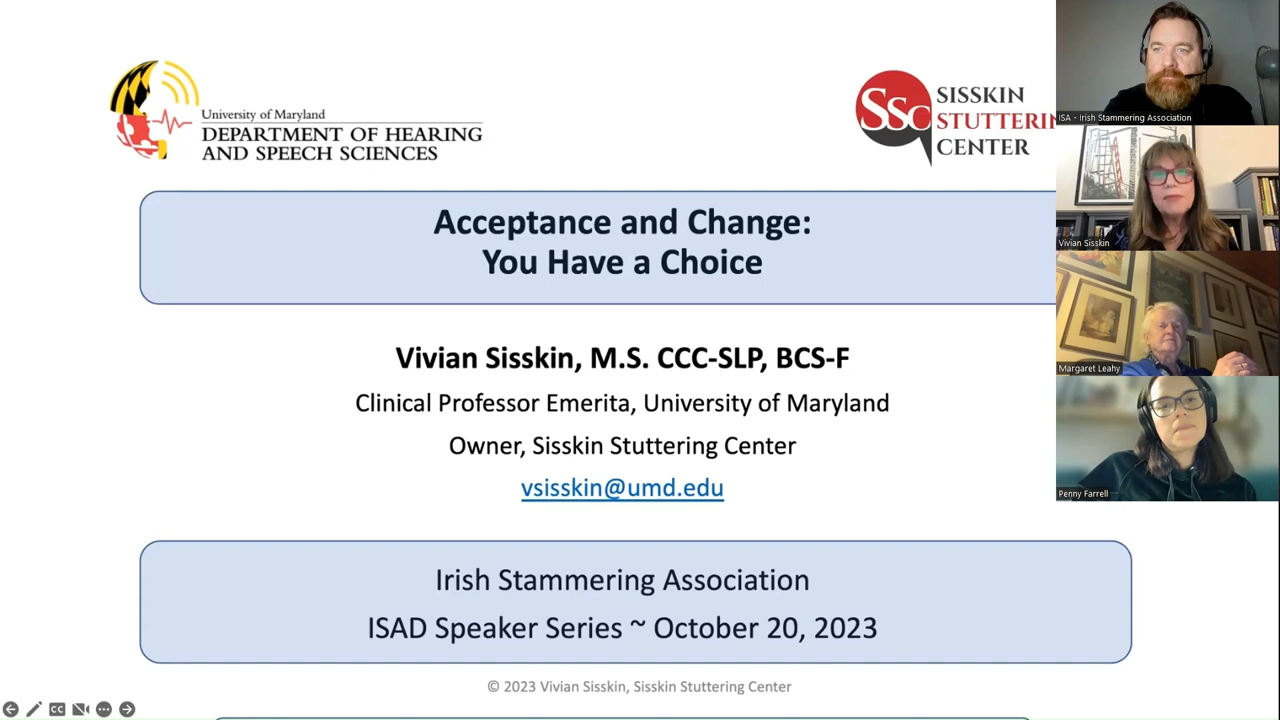 University of Maryland
DEPARTMENT OF HEARING
AND SPEECH SCIENCES
SSC
SISSKIN
STUTTERIN
CENTER
Acceptance and Change:
You Have a Choice
Vivian Sisskin, M.S. CCC-SLP, BCS-F
Clinical Professor Emerita, University of Maryland
Owner, Sisskin Stuttering Center
vsisskin@umd.edu
Irish Stammering Association
ISAD Speaker Series ~ October 20, 2023
© 2023 Vivian Sisskin, Sisskin Stuttering Center
ISA - Irish Stammering Association
Vivian Sisskin
Margaret Leahy
Penny Farrell
CC